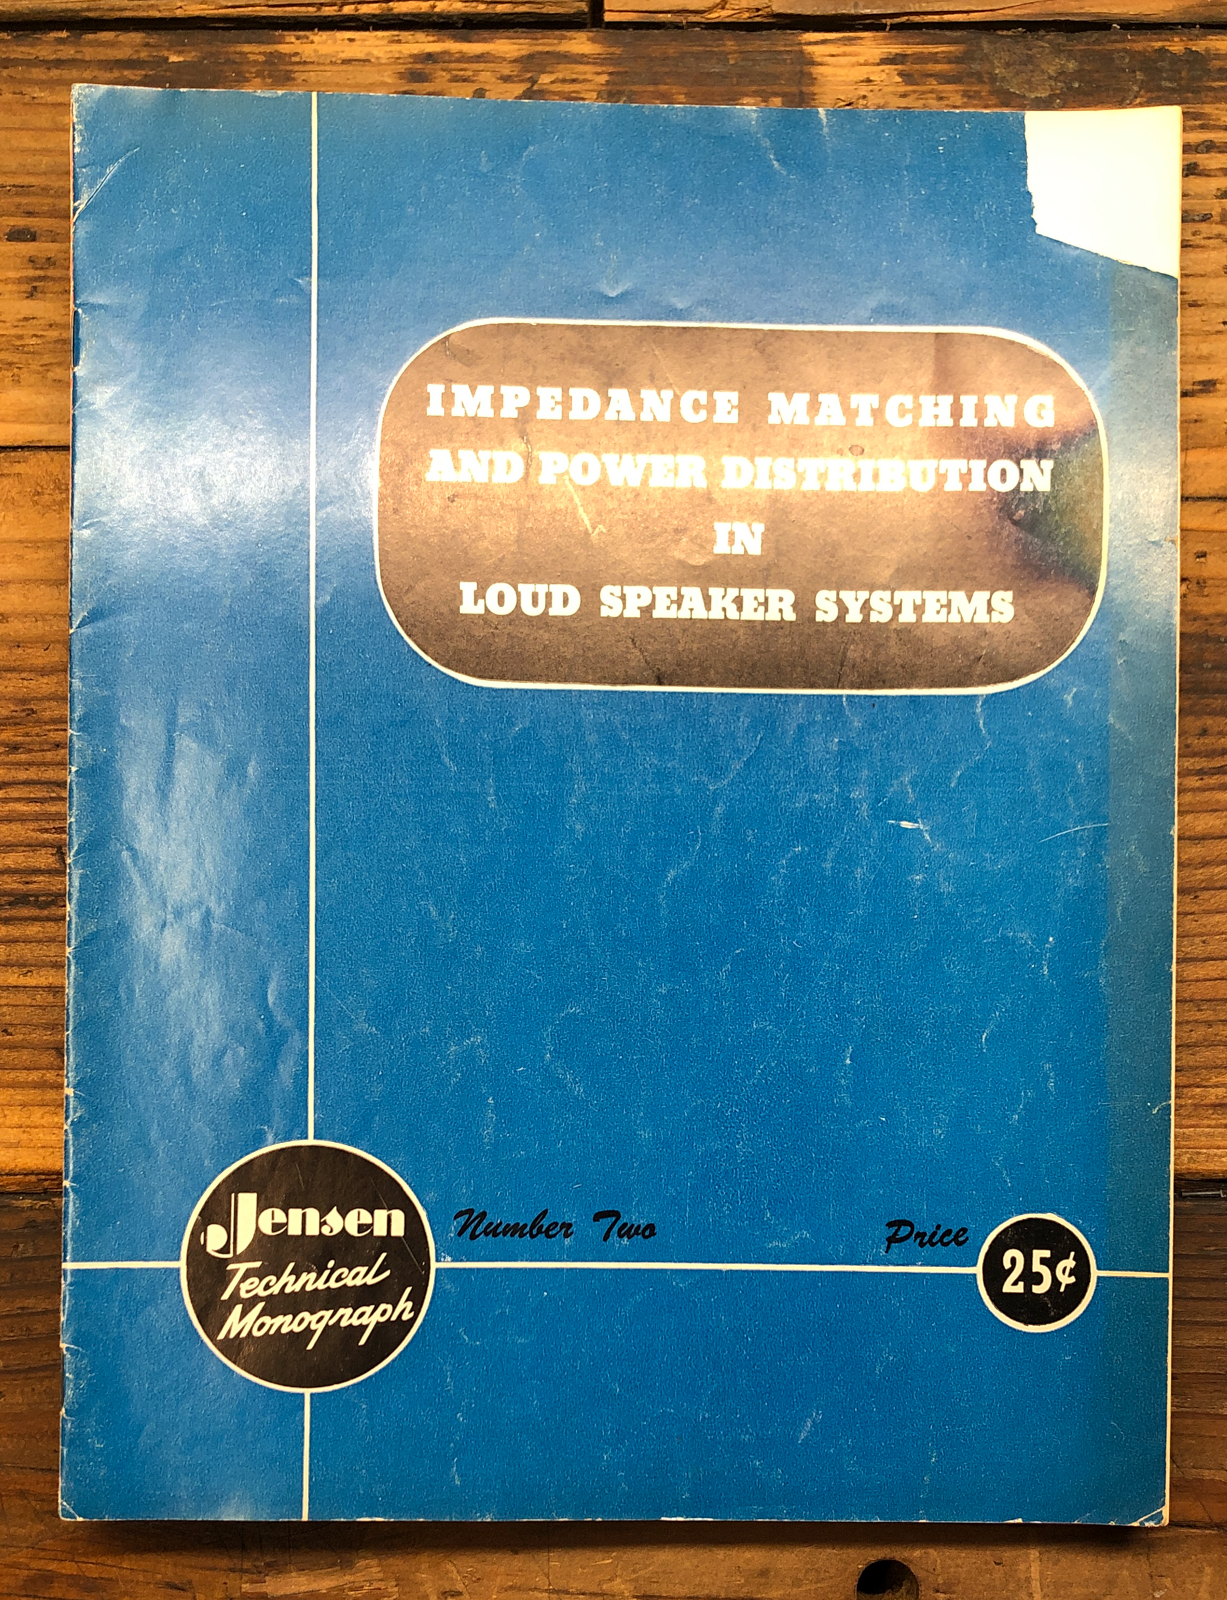 IMPEDANCE MATCHING
AND POWER DISTRIBUTION
IN
LOUD SPEAKER SYSTEMS
Jensen
Technical
Monograph
Number Two
Price
25¢